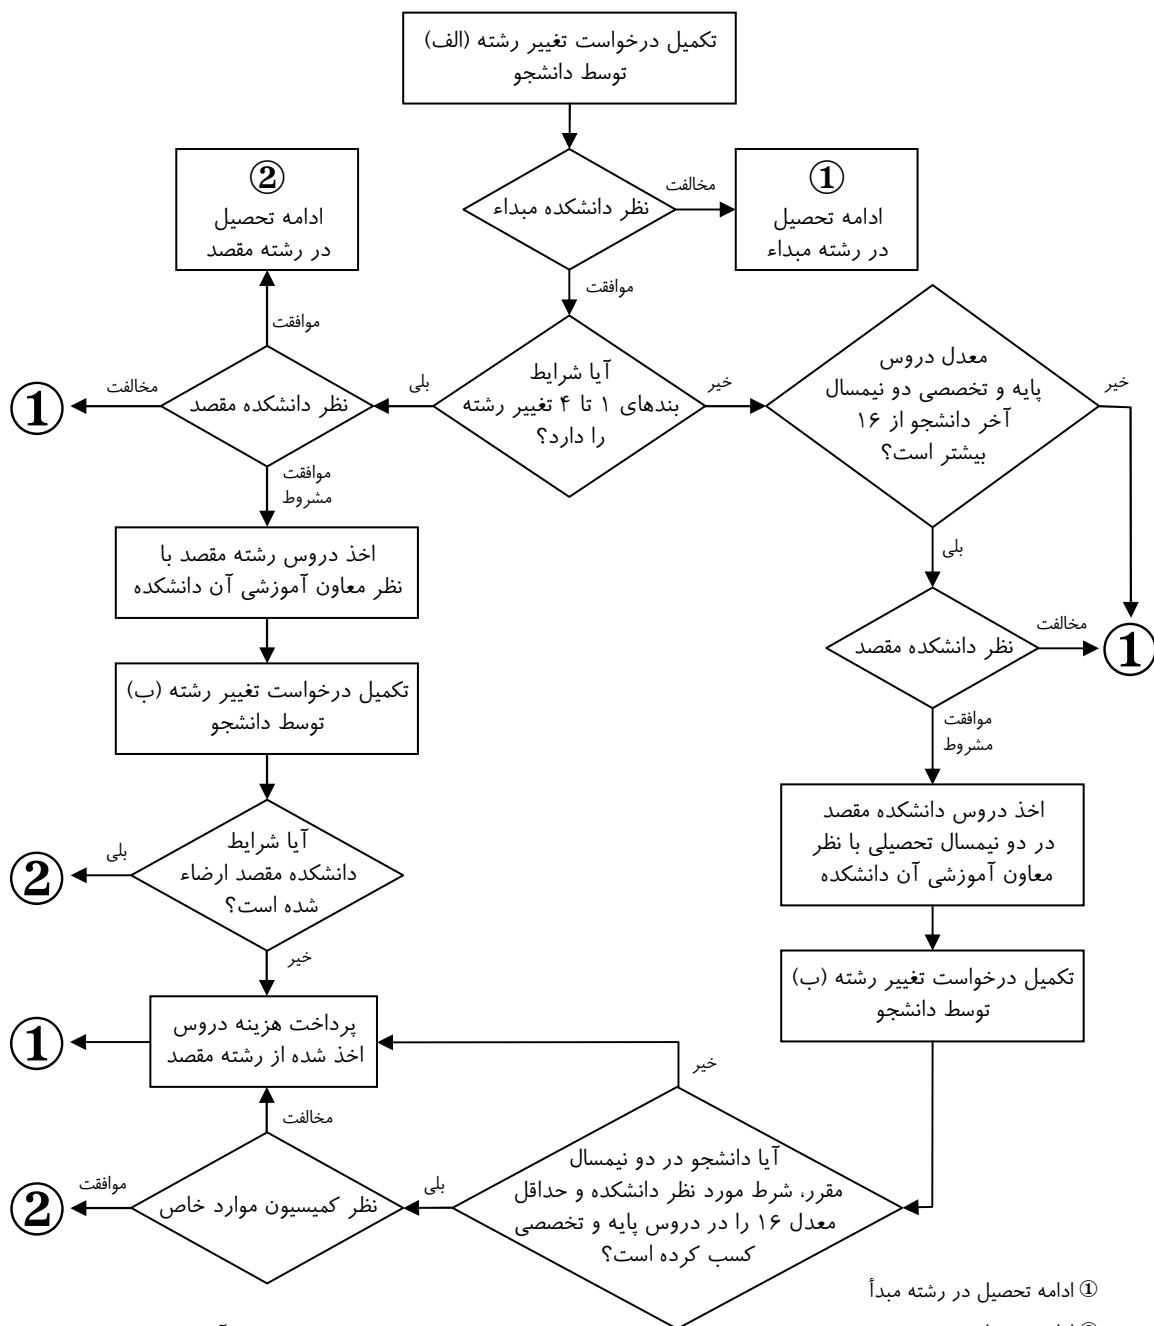 تکمیل درخواست تغییر رشته (الف)
توسط دانشجو
نظر دانشکده مبداء
مخالفت
①
ادامه تحصیل
در رشته مبداء
موافقت
آیا شرایط
بندهای ۱ تا ۴ تغییر رشته
را دارد؟
خیر
معدل دروس
پایه و تخصصی دو نیمسال
آخر دانشجو از ۱۶
بیشتر است؟
خیر
①
بلی
نظر دانشکده مقصد
مخالفت
موافقت
مشروط
اخذ دروس دانشکده مقصد
در دو نیمسال تحصیلی با نظر
معاون آموزشی آن دانشکده
تکمیل درخواست تغییر رشته (ب)
توسط دانشجو
آیا دانشجو در دو نیمسال
مقرر، شرط مورد نظر دانشکده و حداقل
معدل ۱۶ را در دروس پایه و تخصصی
کسب کرده است؟
خیر
بلی
نظر کمیسیون موارد خاص
مخالفت
موافقت
②
بلی
نظر دانشکده مقصد
موافقت
②
ادامه تحصیل
در رشته مقصد
مخالفت
①
موافقت
مشروط
اخذ دروس رشته مقصد با
نظر معاون آموزشی آن دانشکده
تکمیل درخواست تغییر رشته (ب)
توسط دانشجو
آیا شرایط
دانشکده مقصد ارضاء
شده است؟
بلی
②
خیر
پرداخت هزینه دروس
اخذ شده از رشته مقصد
①
① ادامه تحصیل در رشته مبدأ